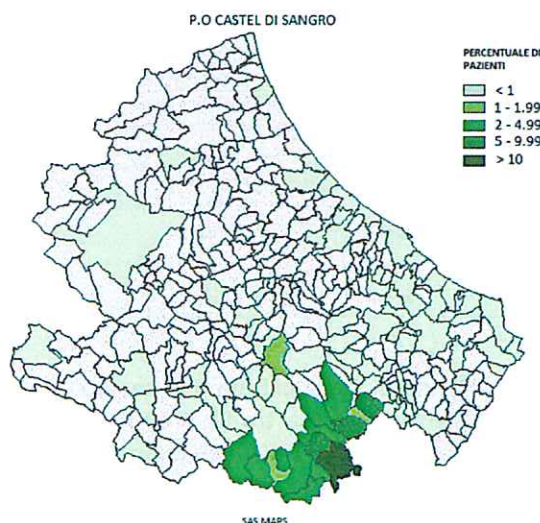 P.O CASTEL DI SANGRO
PERCENTUALE DI
PAZIENTI
< 1
1 - 1.99
2 - 4.99
5 - 9.99
> 10
SAS MAPS